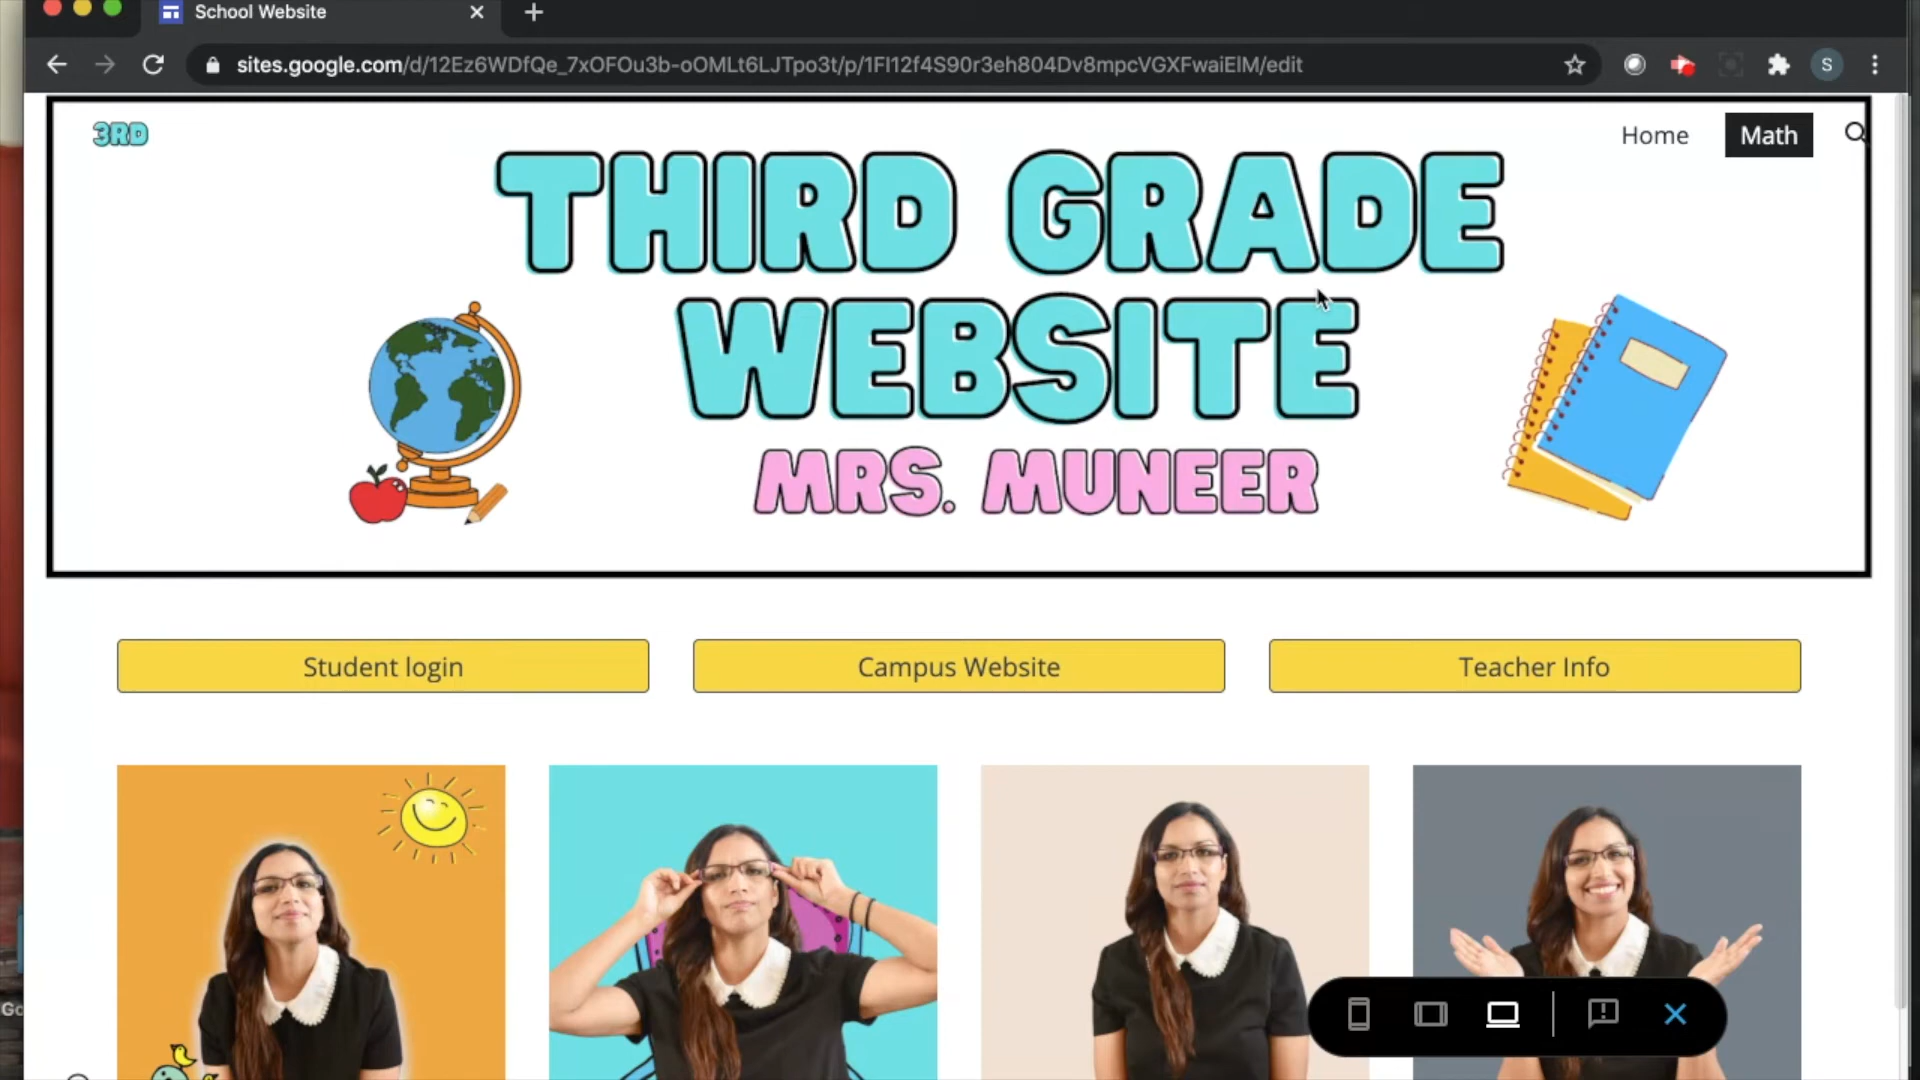 School Website
sites.google.com/d/12Ez6WDfQe_7xOFOu3b-oOMLt6LJTpo3t/p/1FI12f4S90r3eh804Dv8mpcVGXFwaiElM/edit
S
3RD
Home
Math
THIRD GRADE
WEBSITE
MRS. MUNEER
Student login
Campus Website
Teacher Info
Go